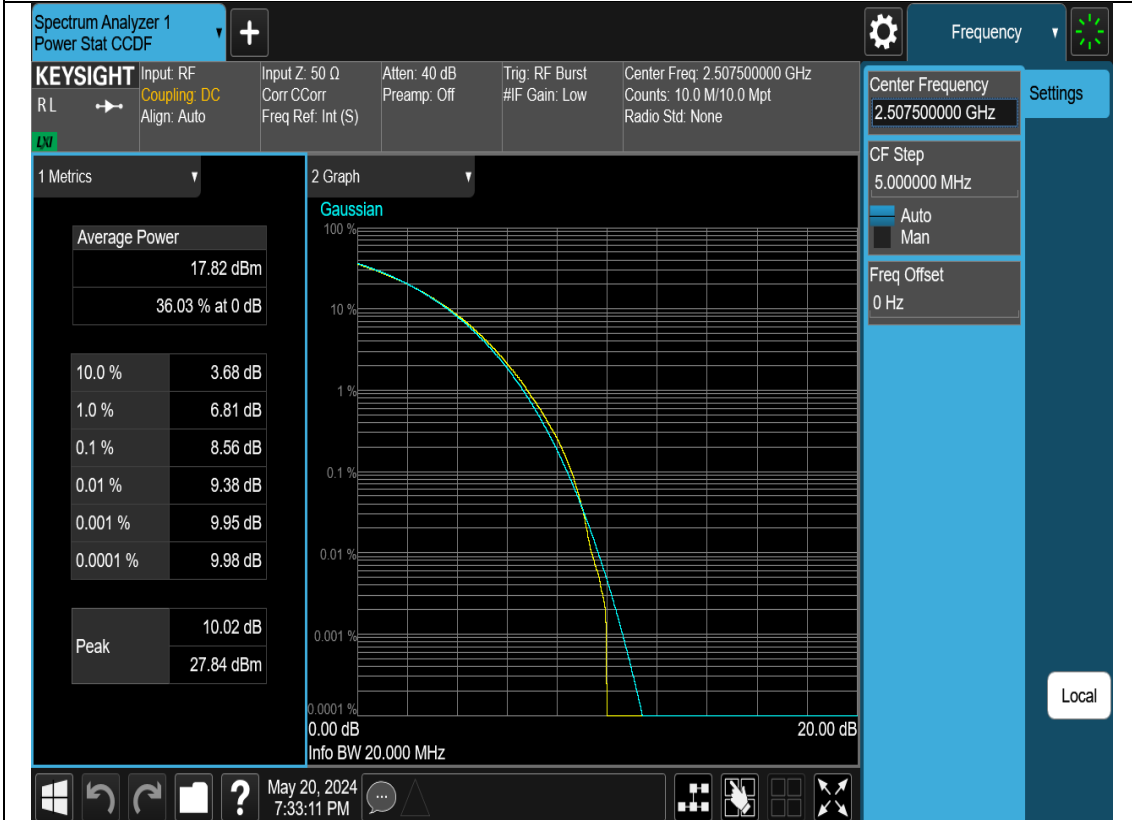 Spectrum Analyzer 1
Power Stat CCDF
Frequency
KEYSIGHT
RL
LXI
Input: RF
Coupling: DC
Align: Auto
Input Z: 50 Ω
Corr CCorr
Freq Ref: Int (S)
Atten: 40 dB
Preamp: Off
Trig: RF Burst
#IF Gain: Low
Center Freq: 2.507500000 GHz
Counts: 10.0 M/10.0 Mpt
Radio Std: None
Center Frequency
2.507500000 GHz
Settings
CF Step
5.000000 MHz
Auto
Man
Freq Offset
0 Hz
Local
1 Metrics
Average Power
17.82 dBm
36.03 % at 0 dB
10.0 % 3.68 dB
1.0 % 6.81 dB
0.1 % 8.56 dB
0.01 % 9.38 dB
0.001 % 9.95 dB
0.0001 % 9.98 dB
Peak
10.02 dB
27.84 dBm
2 Graph
Gaussian
100 %
10 %
1 %
0.1 %
0.01 %
0.001 %
0.0001 %
0.00 dB 20.00 dB
Info BW 20.000 MHz
?
May 20, 2024
7:33:11 PM